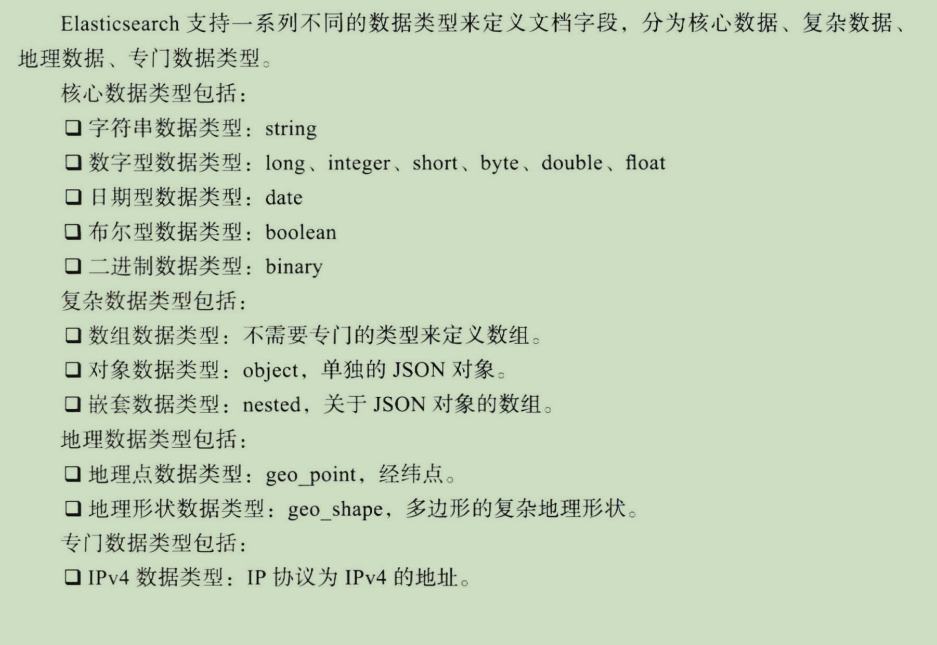 Elasticsearch 支持一系列不同的数据类型来定义文档字段，分为核心数据、复杂数据、
地理数据、专门数据类型。
核心数据类型包括：
❑ 字符串数据类型：string
❑ 数字型数据类型：long、integer、short、byte、double、float
❑ 日期型数据类型：date
❑ 布尔型数据类型：boolean
❑ 二进制数据类型：binary
复杂数据类型包括：
❑ 数组数据类型：不需要专门的类型来定义数组。
❑ 对象数据类型：object，单独的 JSON 对象。
❑ 嵌套数据类型：nested，关于 JSON 对象的数组。
地理数据类型包括：
❑ 地理点数据类型：geo_point，经纬点。
❑ 地理形状数据类型：geo_shape，多边形的复杂地理形状。
专门数据类型包括：
❑ IPv4 数据类型：IP 协议为 IPv4 的地址。